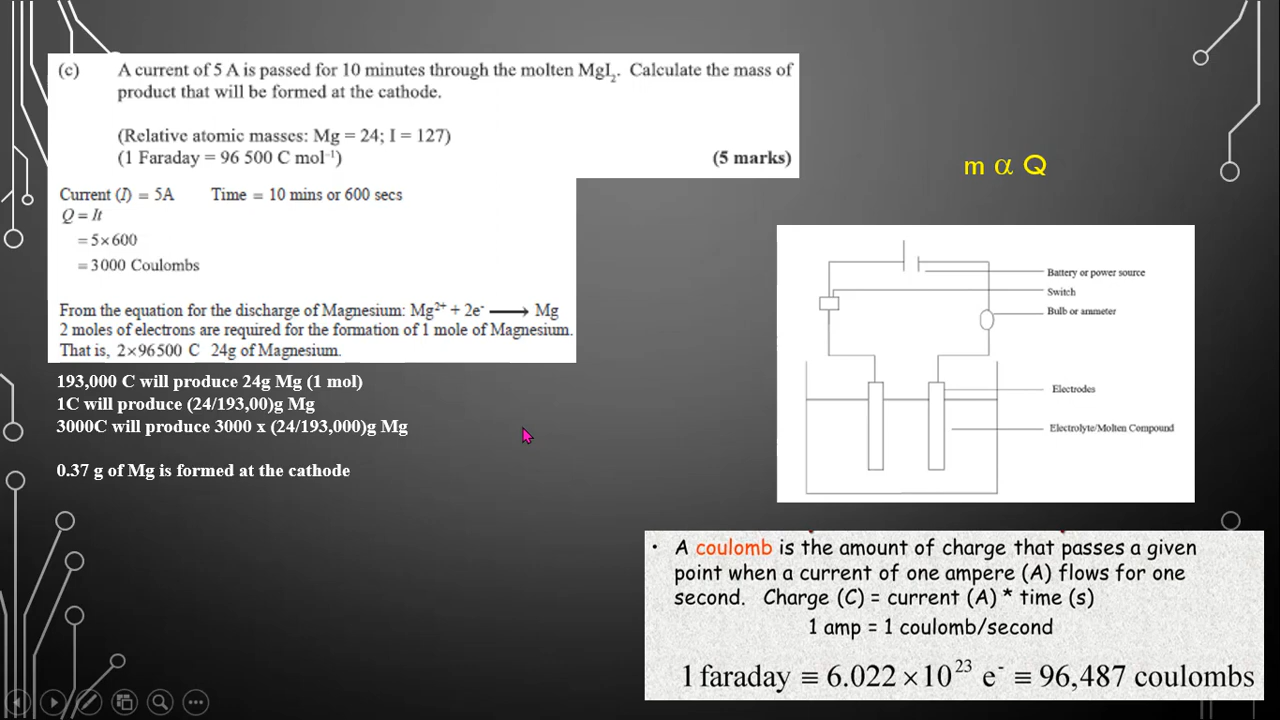 (c) A current of 5 A is passed for 10 minutes through the molten MgI₂. Calculate the mass of
product that will be formed at the cathode.
(Relative atomic masses: Mg = 24; I = 127)
(1 Faraday = 96 500 C mol⁻¹) (5 marks)
Current (I) = 5A Time = 10 mins or 600 secs
Q = It
= 5×600
= 3000 Coulombs
From the equation for the discharge of Magnesium: Mg²⁺ + 2e⁻ ⟶ Mg
2 moles of electrons are required for the formation of 1 mole of Magnesium.
That is, 2×96500 C 24g of Magnesium.
193,000 C will produce 24g Mg (1 mol)
1C will produce (24/193,00)g Mg
3000C will produce 3000 x (24/193,000)g Mg
0.37 g of Mg is formed at the cathode
m α Q
Battery or power source
Switch
Bulb or ammeter
Electrodes
Electrolyte/Molten Compound
• A coulomb is the amount of charge that passes a given
point when a current of one ampere (A) flows for one
second. Charge (C) = current (A) * time (s)
1 amp = 1 coulomb/second
1 faraday ≡ 6.022 × 10²³ e⁻ ≡ 96,487 coulombs